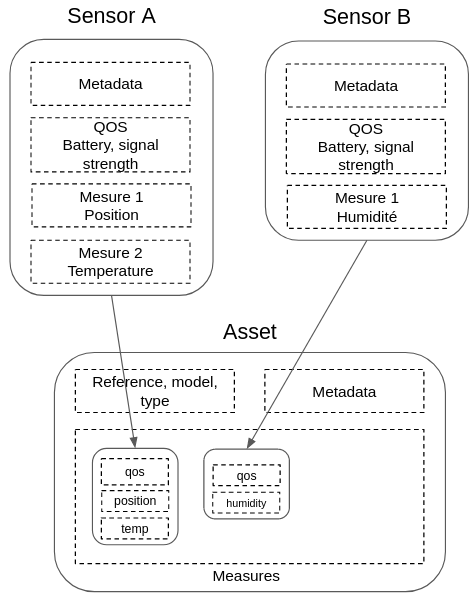 Sensor A
Metadata
QOS
Battery, signal
strength
Mesure 1
Position
Mesure 2
Temperature
Sensor B
Metadata
QOS
Battery, signal
strength
Mesure 1
Humidité
Asset
Reference, model,
type
Metadata
qos
position
temp
qos
humidity
Measures